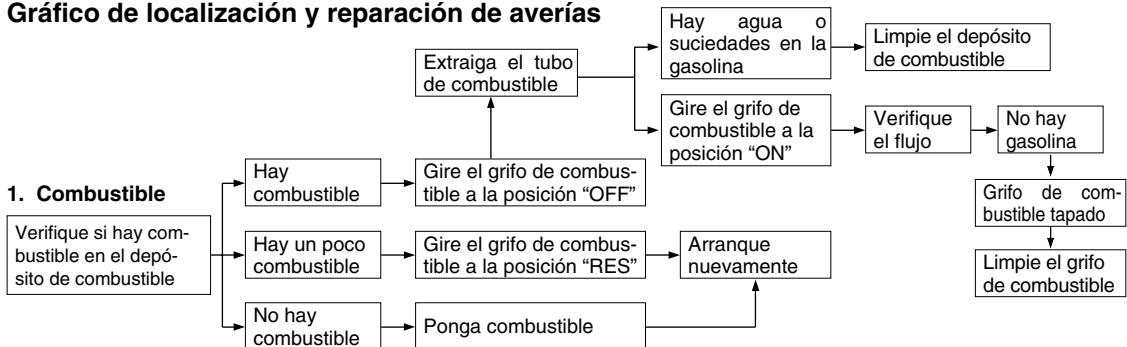 Gráfico de localización y reparación de averías
1. Combustible
Verifique si hay com-
bustible en el depó-
sito de combustible
Hay
combustible
Gire el grifo de combus-
tible a la posición “OFF”
Extraiga el tubo
de combustible
Hay agua o
suciedades en la
gasolina
Limpie el depósito
de combustible
Gire el grifo de
combustible a la
posición “ON”
Verifique
el flujo
No hay
gasolina
Grifo de com-
bustible tapado
Limpie el grifo
de combustible
Hay un poco
combustible
Gire el grifo de combus-
tible a la posición “RES”
Arranque
nuevamente
No hay
combustible
Ponga combustible